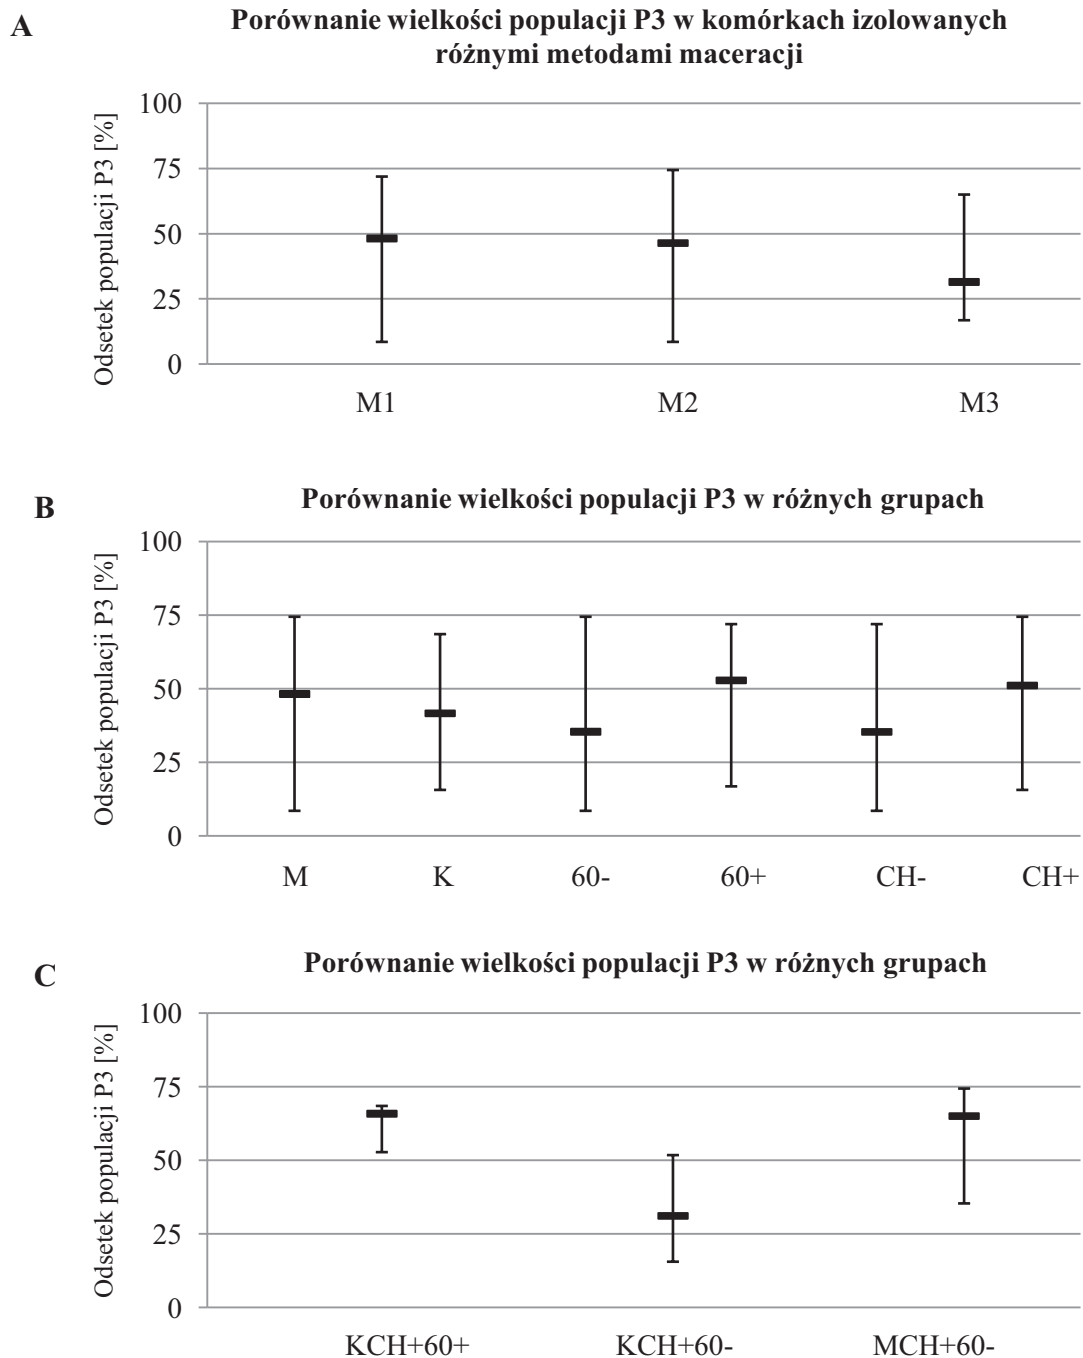 A
Porównanie wielkości populacji P3 w komórkach izolowanych
różnymi metodami maceracji
Odsetek populacji P3 [%]
100
75
50
25
0
M1 M2 M3
B
Porównanie wielkości populacji P3 w różnych grupach
Odsetek populacji P3 [%]
100
75
50
25
0
M K 60- 60+ CH- CH+
C
Porównanie wielkości populacji P3 w różnych grupach
Odsetek populacji P3 [%]
100
75
50
25
0
KCH+60+ KCH+60- MCH+60-